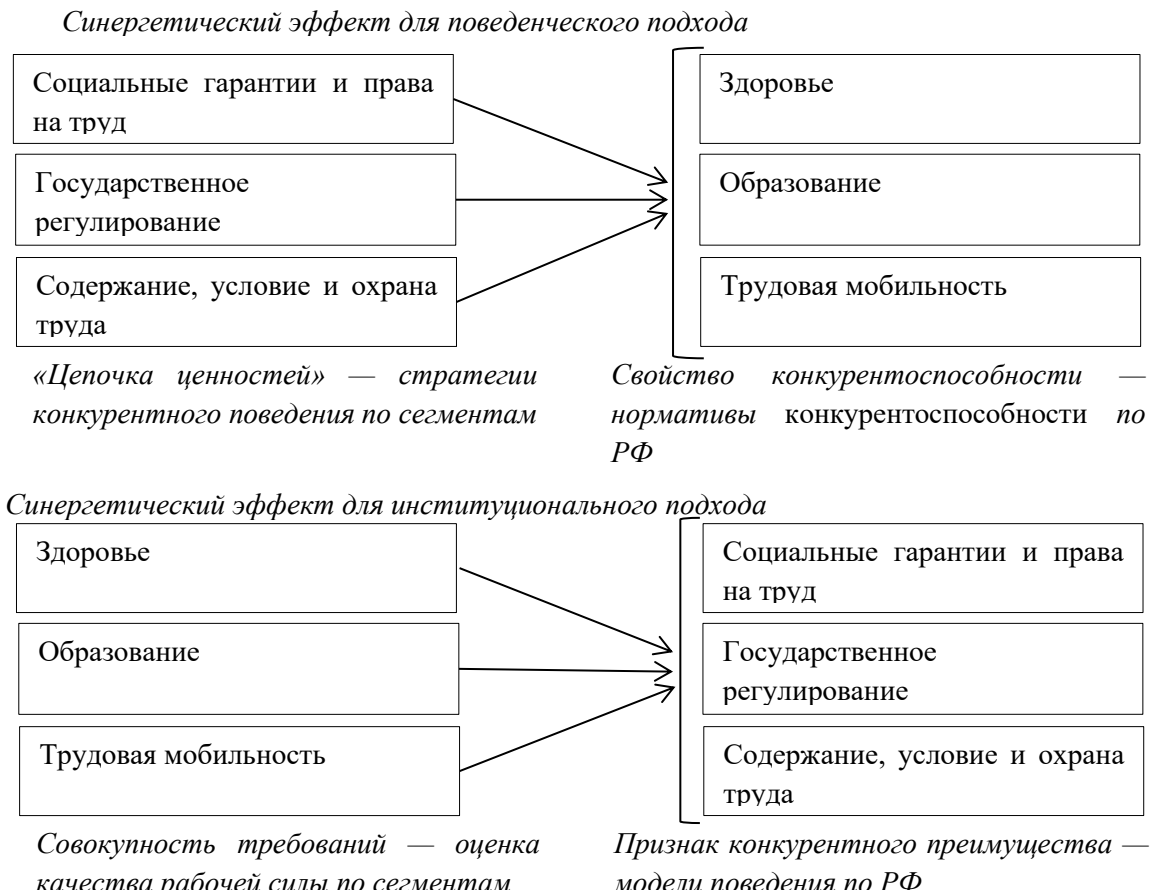 Синергетический эффект для поведенческого подхода
Социальные гарантии и права
на труд
Государственное
регулирование
Содержание, условие и охрана
труда
Здоровье
Образование
Трудовая мобильность
«Цепочка ценностей» — стратегии
конкурентного поведения по сегментам
Свойство конкурентоспособности —
нормативы конкурентоспособности по
РФ
Синергетический эффект для институционального подхода
Здоровье
Образование
Трудовая мобильность
Социальные гарантии и права
на труд
Государственное
регулирование
Содержание, условие и охрана
труда
Совокупность требований — оценка
качества рабочей силы по сегментам
Признак конкурентного преимущества —
модели поведения по РФ